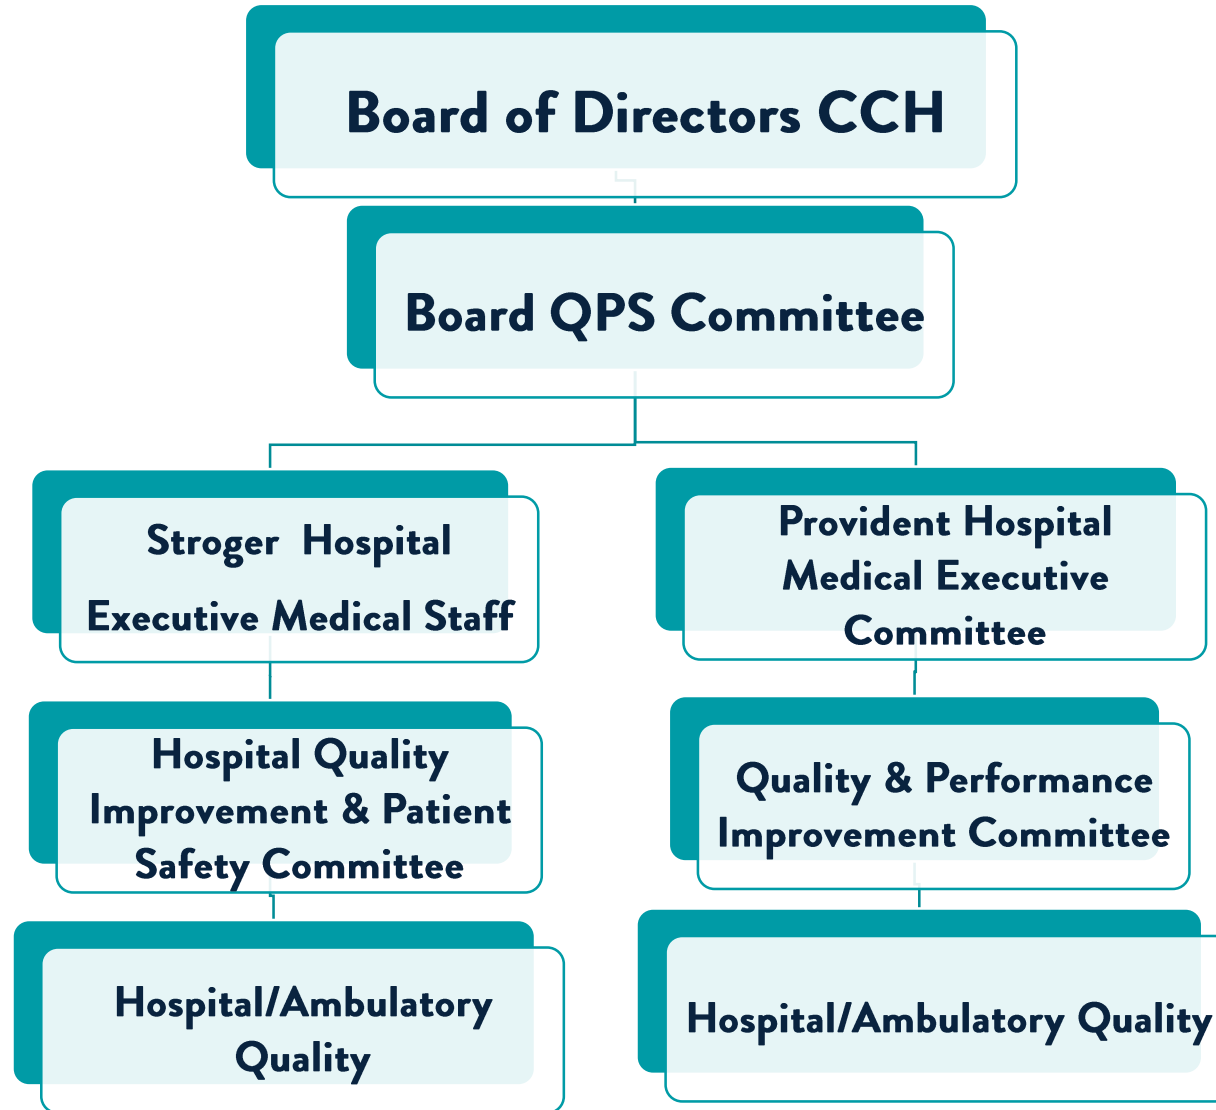 Board of Directors CCH
Board QPS Committee
Stroger Hospital
Executive Medical Staff
Provident Hospital
Medical Executive
Committee
Hospital Quality
Improvement & Patient
Safety Committee
Quality & Performance
Improvement Committee
Hospital/Ambulatory
Quality
Hospital/Ambulatory Quality